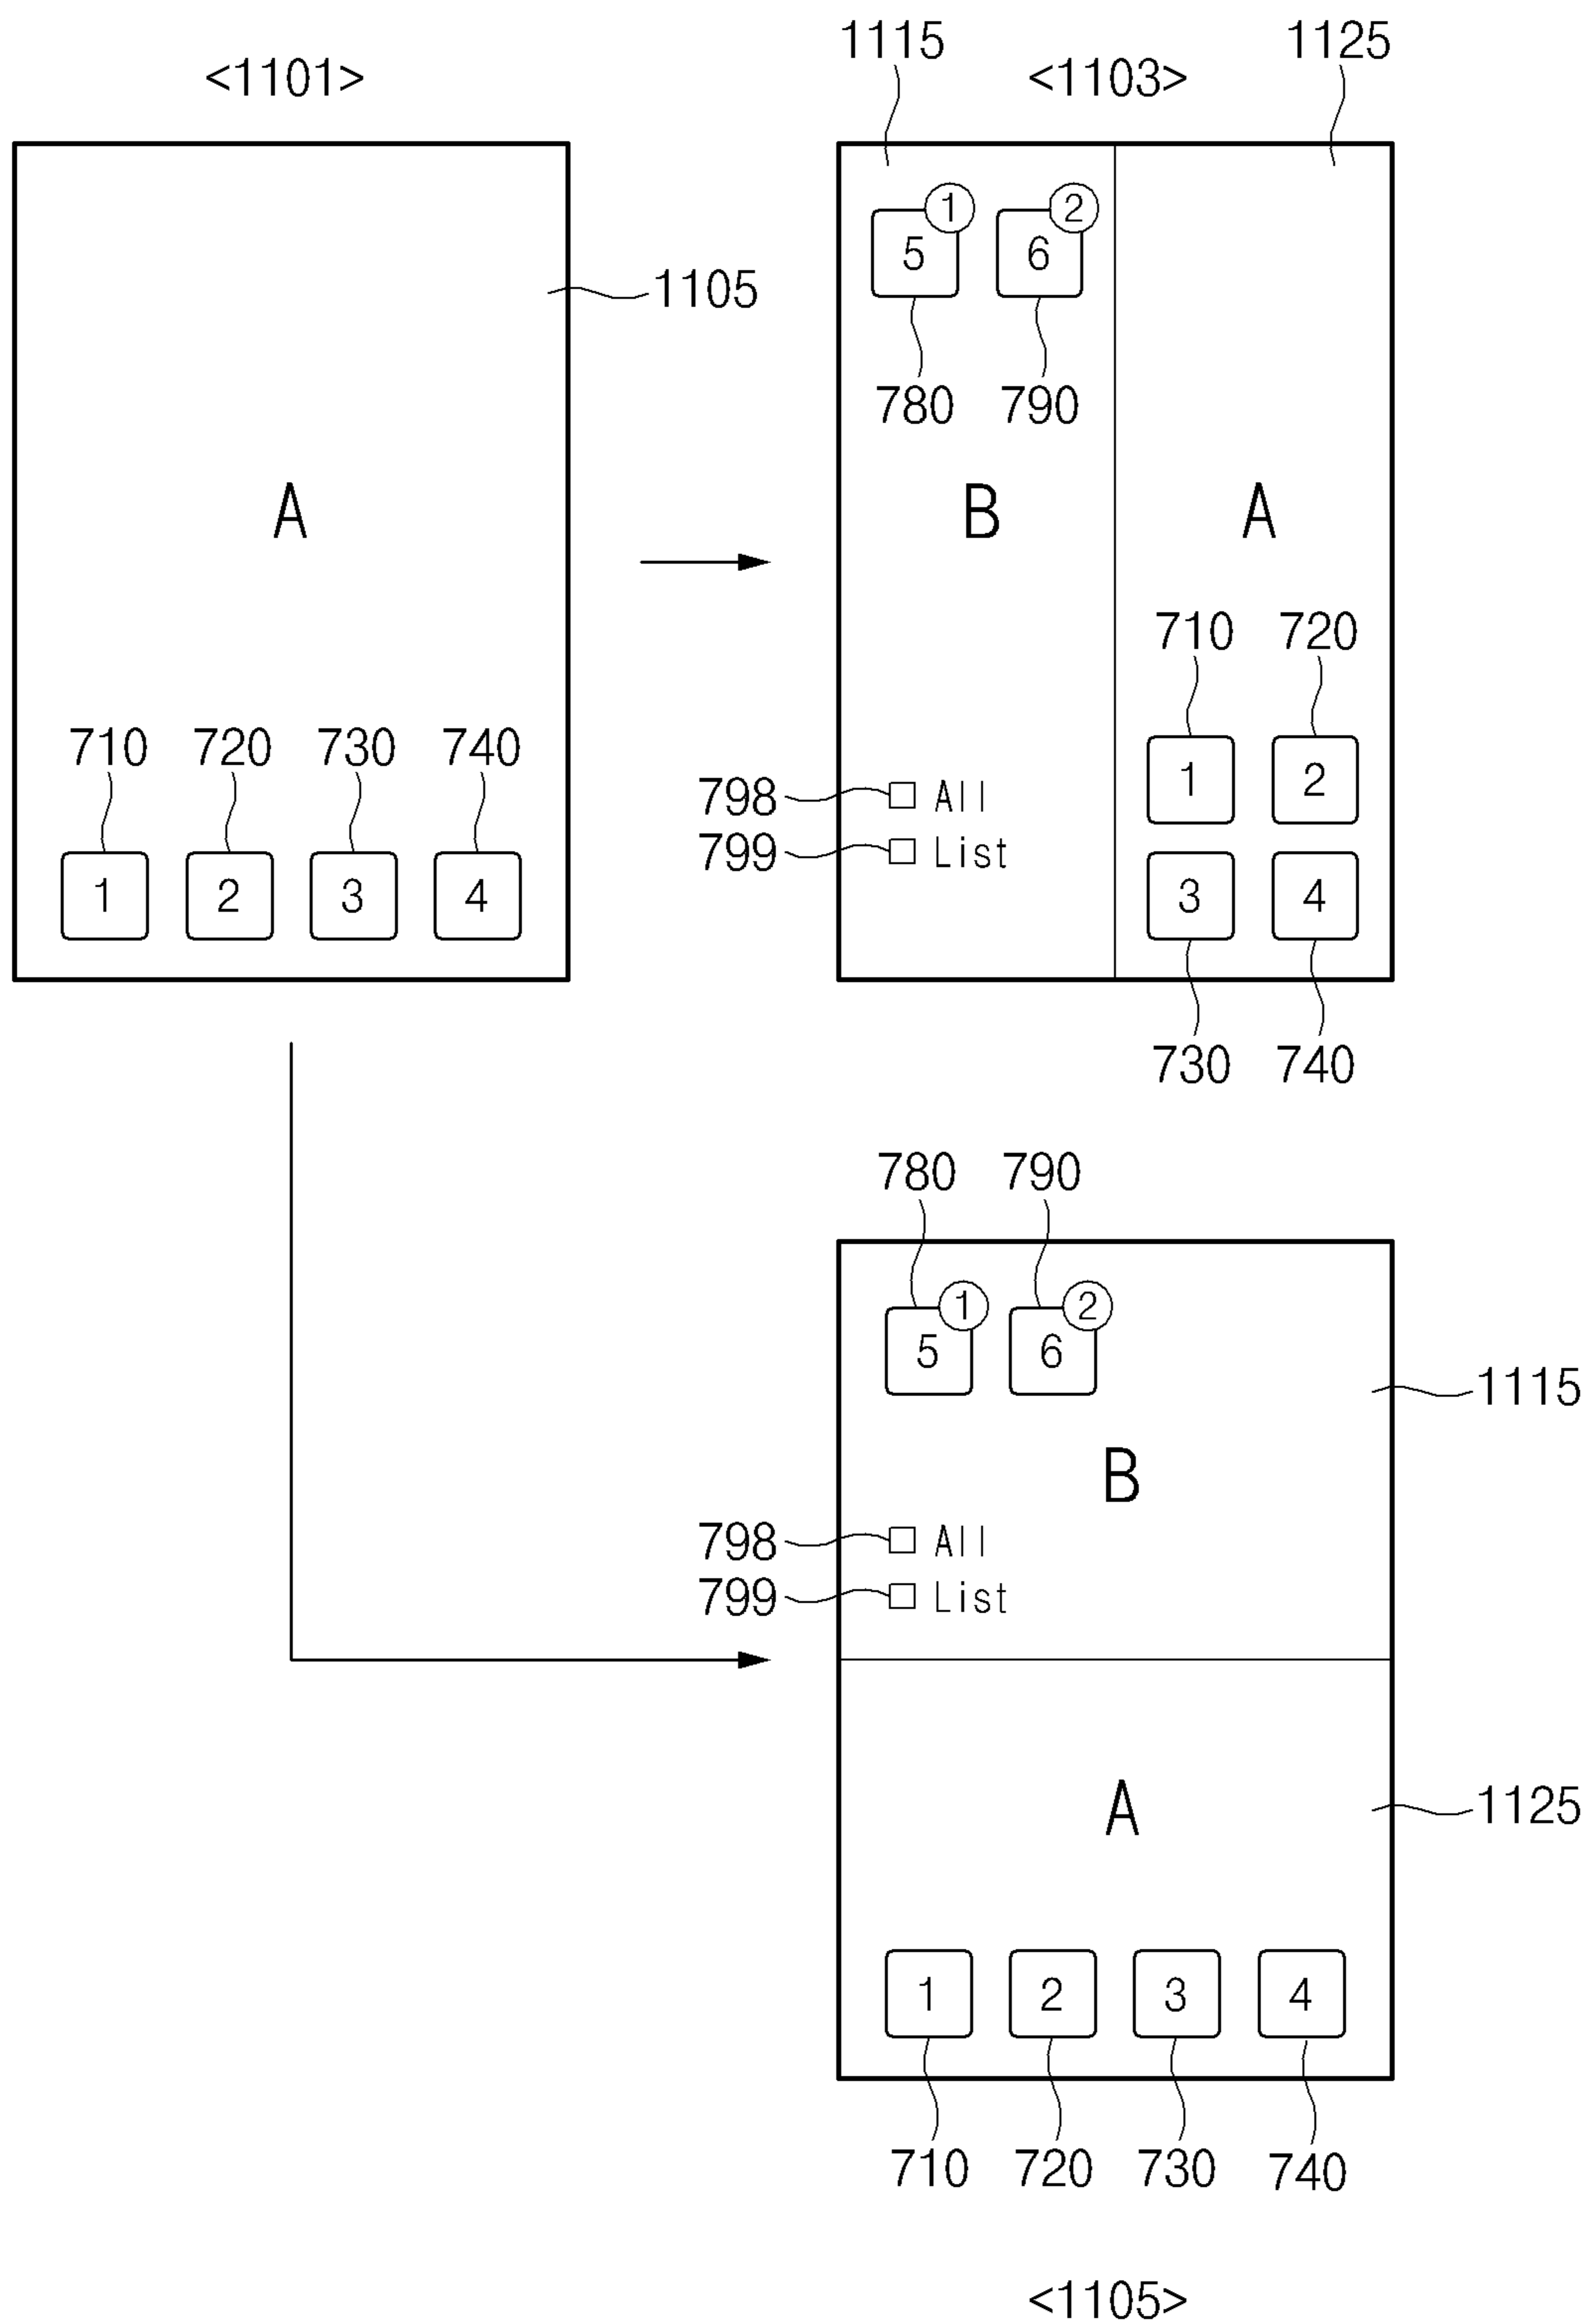 <1101>
A
1105
710 720 730 740
1 2 3 4
1115 <1103> 1125
5 1 6 2
780 790
B A
710 720
798 All
799 List
1 2
3 4
730 740
780 790
5 1 6 2
1115
B
798 All
799 List
A
1125
1 2 3 4
710 720 730 740
<1105>